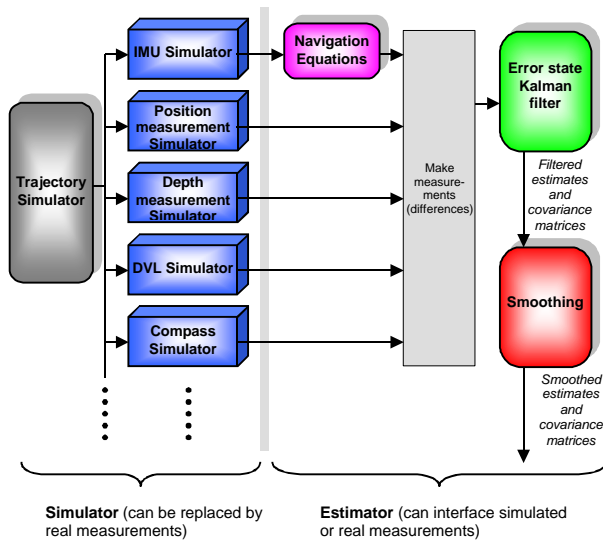 IMU Simulator
Navigation
Equations
Error state
Kalman
filter
Position
measurement
Simulator
Trajectory
Simulator
Depth
measurement
Simulator
Make
measure-
ments
(differences)
Filtered
estimates
and
covariance
matrices
DVL Simulator
Smoothing
Compass
Simulator
Smoothed
estimates
and
covariance
matrices
Simulator (can be replaced by
real measurements)
Estimator (can interface simulated
or real measurements)